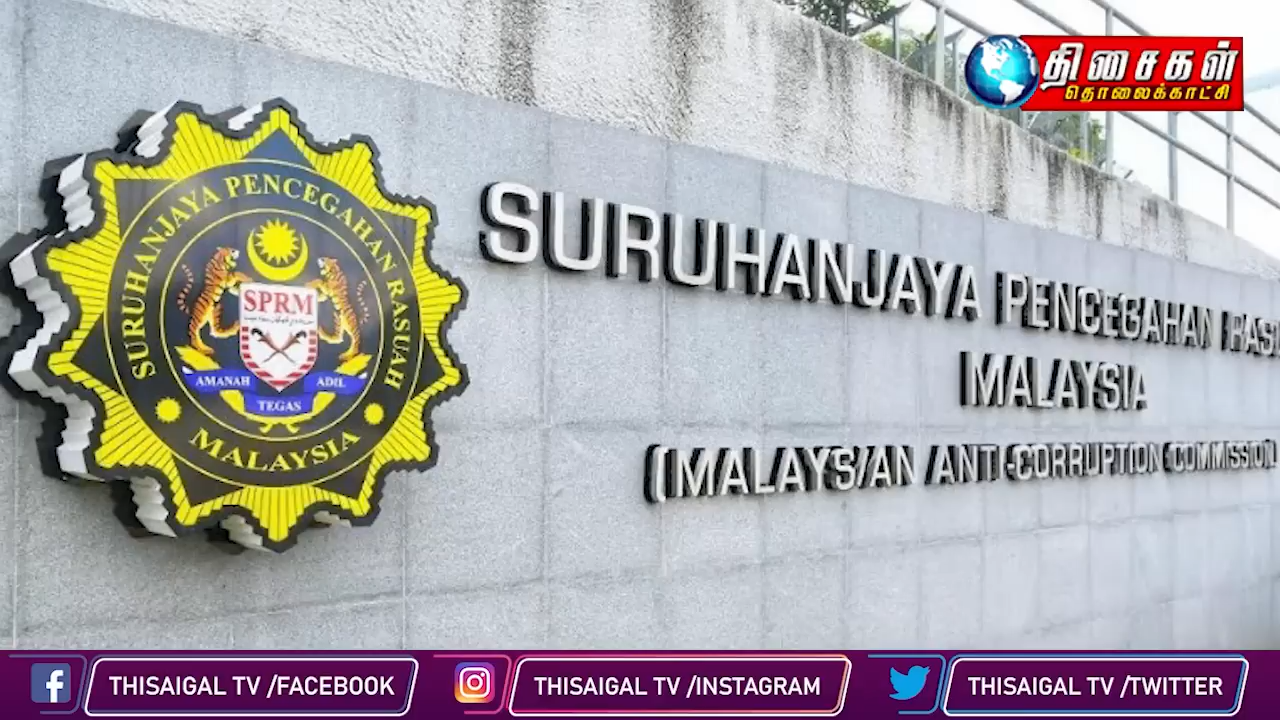 திசைகள்
தொலைக்காட்சி
SURUHANJAYA PENCEGAHAN RASUAH
SPRM
AMANAH ADIL
TEGAS
MALAYSIA
SURUHANJAYA PENCEGAHAN RASU
MALAYSIA
(MALAYSIAN ANTI-CORRUPTION COMMISSION)
THISAIGAL TV /FACEBOOK
THISAIGAL TV /INSTAGRAM
THISAIGAL TV /TWITTER